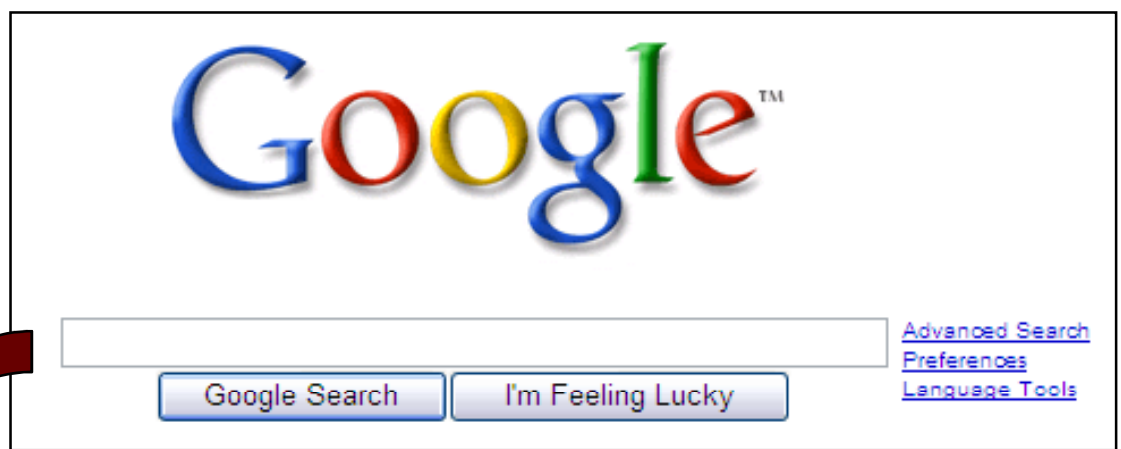 Google™
Advanced Search
Preferences
Language Tools
Google Search
I'm Feeling Lucky